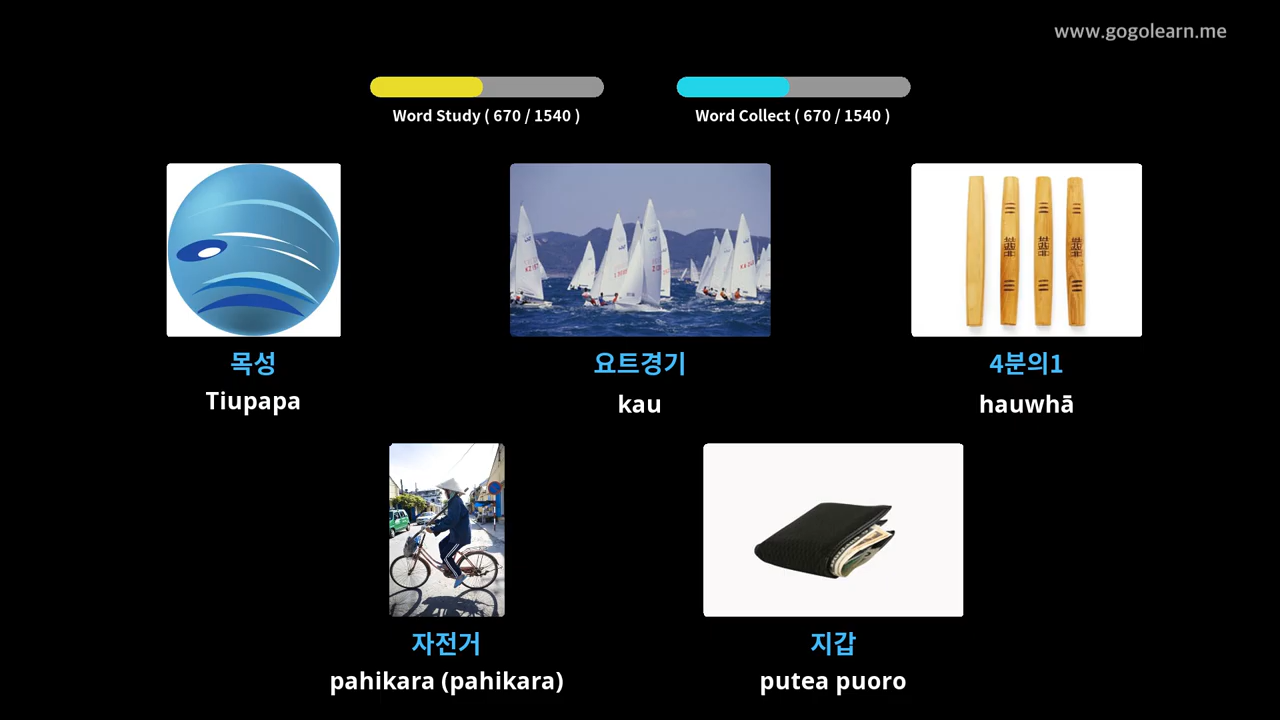 www.gogolearn.me
Word Study ( 670 / 1540 )
Word Collect ( 670 / 1540 )
목성
Tiupapa
요트경기
kau
4분의1
hauwhā
자전거
pahikara (pahikara)
지갑
putea puoro